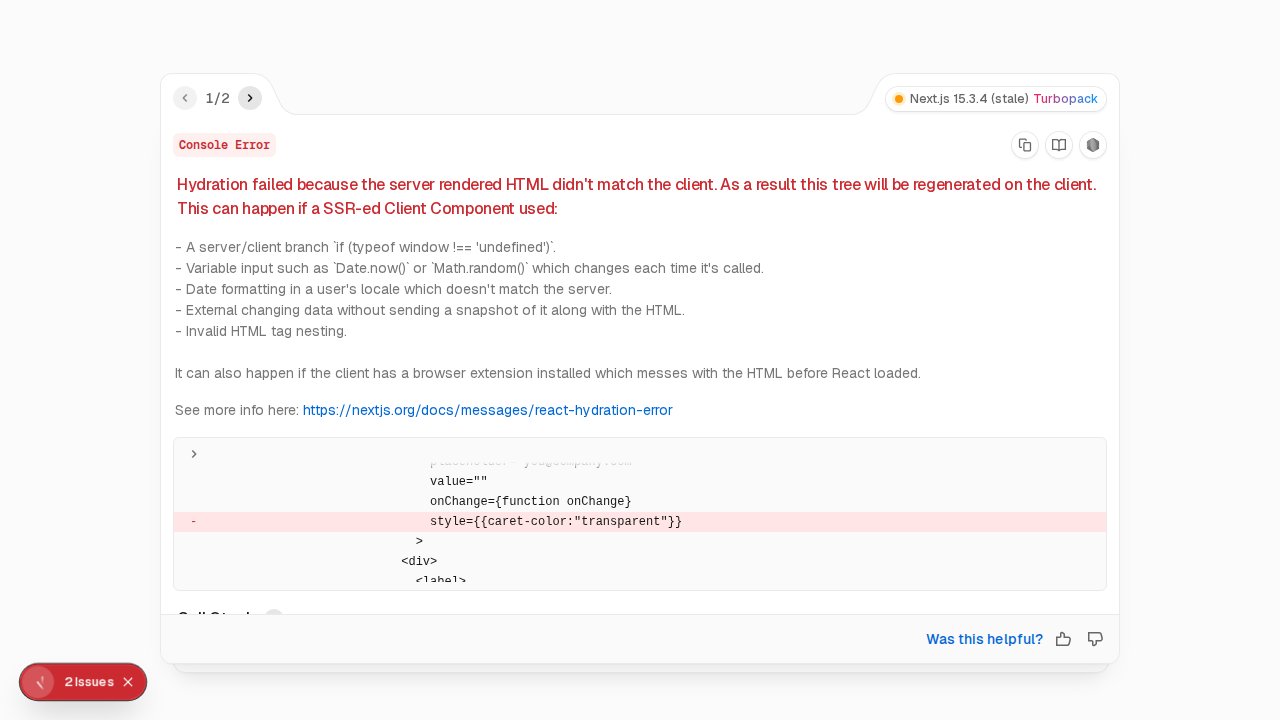 1/2
Next.js 15.3.4 (stale) Turbopack
Console Error
Hydration failed because the server rendered HTML didn't match the client. As a result this tree will be regenerated on the client.
This can happen if a SSR-ed Client Component used:
- A server/client branch `if (typeof window !== 'undefined')`.
- Variable input such as `Date.now()` or `Math.random()` which changes each time it's called.
- Date formatting in a user's locale which doesn't match the server.
- External changing data without sending a snapshot of it along with the HTML.
- Invalid HTML tag nesting.
It can also happen if the client has a browser extension installed which messes with the HTML before React loaded.
See more info here: https://nextjs.org/docs/messages/react-hydration-error
value=""
onChange={function onChange}
- style={{caret-color:"transparent"}}
>
<div>
<label>
Call Stack
Was this helpful?
2 Issues